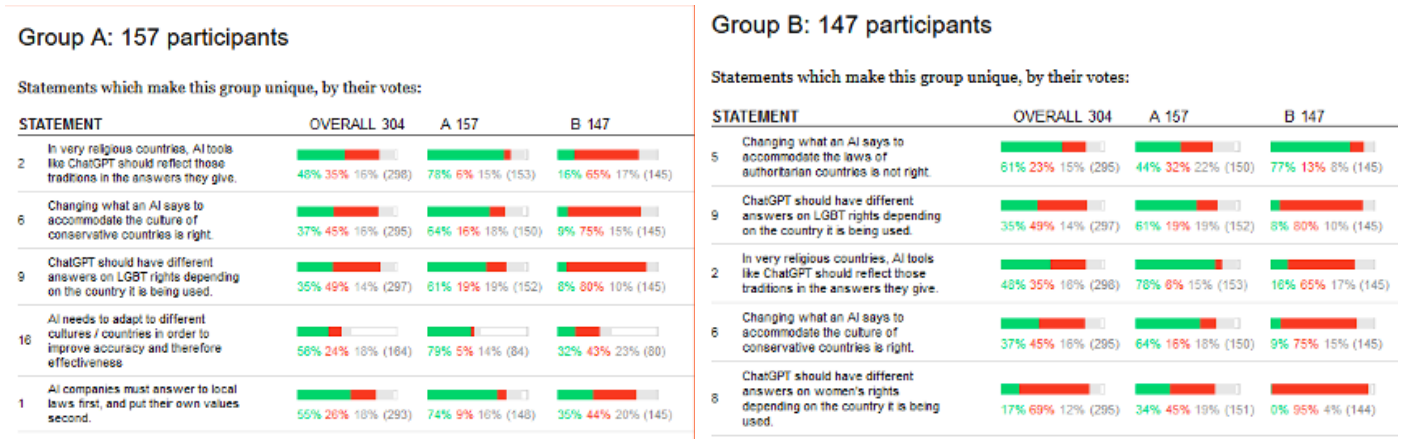 Group A: 157 participants
Statements which make this group unique, by their votes:
STATEMENT OVERALL 304 A 157 B 147
2 In very religious countries, AI tools
like ChatGPT should reflect those
traditions in the answers they give.
48% 35% 16% (298) 78% 6% 15% (153) 16% 65% 17% (145)
6 Changing what an AI says to
accommodate the culture of
conservative countries is right.
37% 45% 16% (295) 64% 16% 18% (150) 9% 75% 15% (145)
9 ChatGPT should have different
answers on LGBT rights depending
on the country it is being used.
35% 49% 14% (297) 61% 19% 19% (152) 8% 80% 10% (145)
16 AI needs to adapt to different
cultures / countries in order to
improve accuracy and therefore
effectiveness
56% 24% 18% (164) 79% 5% 14% (84) 32% 43% 23% (80)
1 AI companies must answer to local
laws first, and put their own values
second.
55% 26% 18% (293) 74% 9% 16% (148) 35% 44% 20% (145)
Group B: 147 participants
Statements which make this group unique, by their votes:
STATEMENT OVERALL 304 A 157 B 147
5 Changing what an AI says to
accommodate the laws of
authoritarian countries is not right.
61% 23% 15% (295) 44% 32% 22% (150) 77% 13% 8% (145)
9 ChatGPT should have different
answers on LGBT rights depending
on the country it is being used.
35% 49% 14% (297) 61% 19% 19% (152) 8% 80% 10% (145)
2 In very religious countries, AI tools
like ChatGPT should reflect those
traditions in the answers they give.
48% 35% 16% (298) 78% 6% 15% (153) 16% 65% 17% (145)
6 Changing what an AI says to
accommodate the culture of
conservative countries is right.
37% 45% 16% (295) 64% 16% 18% (150) 9% 75% 15% (145)
8 ChatGPT should have different
answers on women's rights
depending on the country it is being
used.
17% 69% 12% (295) 34% 45% 19% (151) 0% 95% 4% (144)